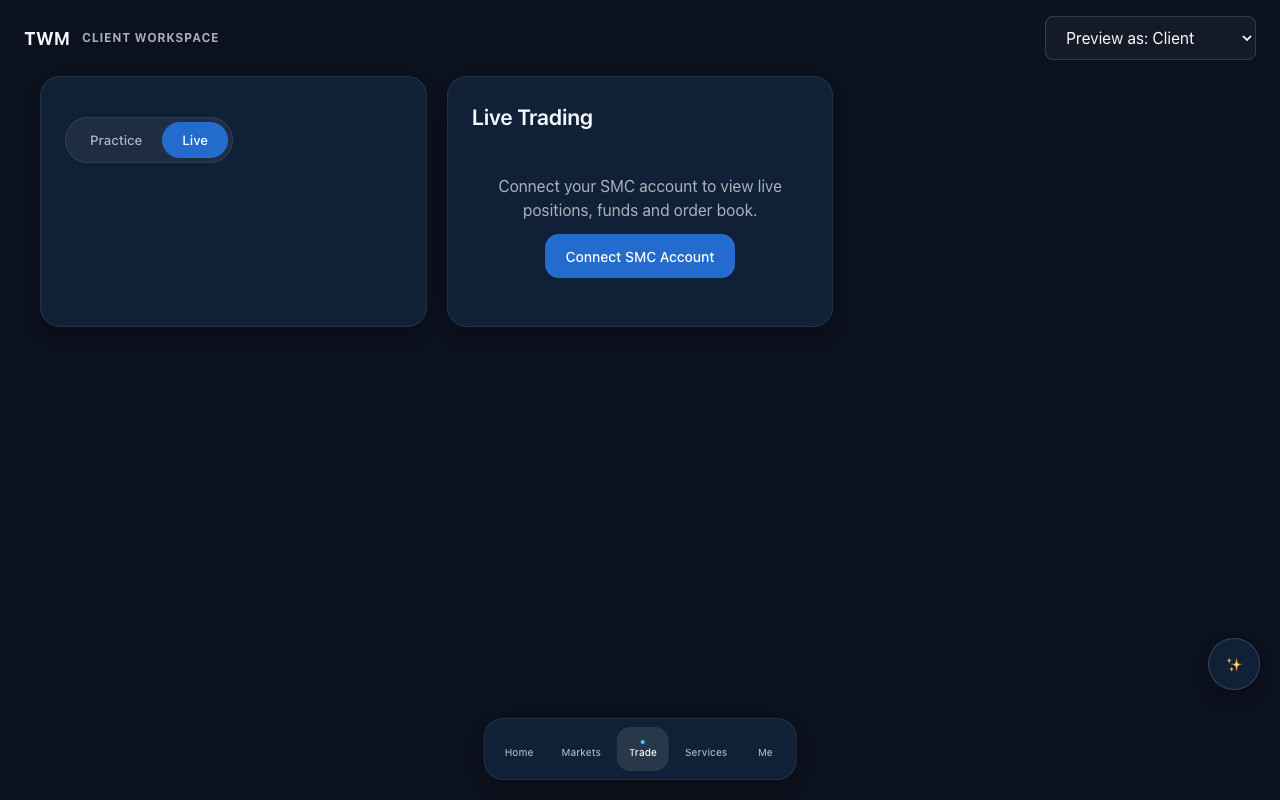 TWM CLIENT WORKSPACE
Preview as: Client
Practice Live
Live Trading
Connect your SMC account to view live
positions, funds and order book.
Connect SMC Account
Home Markets Trade Services Me